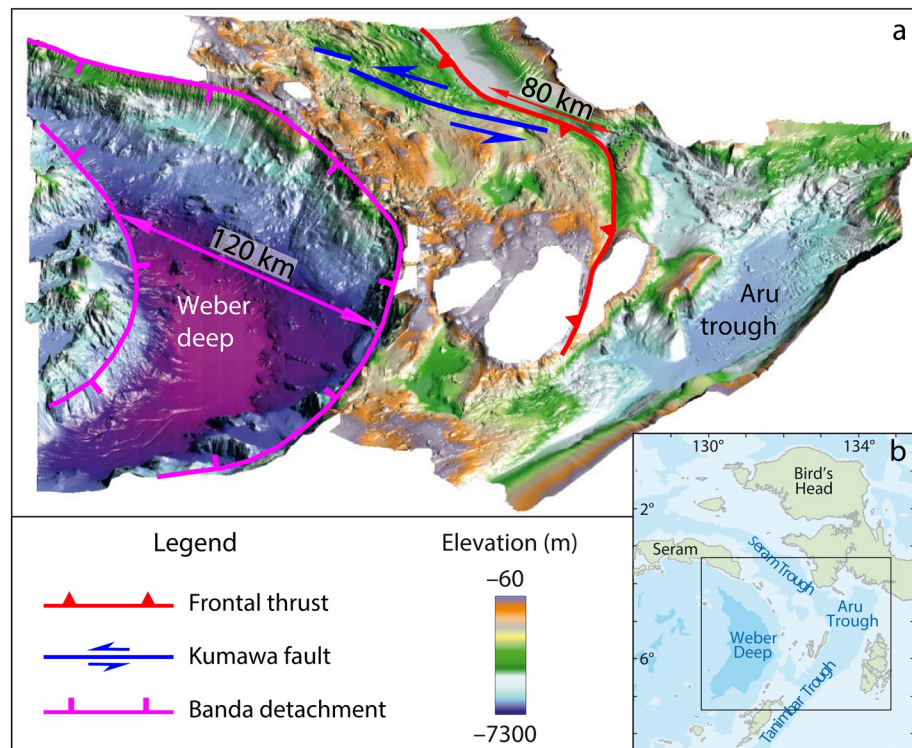 a
80 km
120 km
Weber
deep
Aru
trough
Legend
Frontal thrust
Kumawa fault
Banda detachment
Elevation (m)
−60
−7300
b
130°
134°
2°
6°
Bird's
Head
Seram
Seram Trough
Aru
Trough
Weber
Deep
Tanimbar Trough